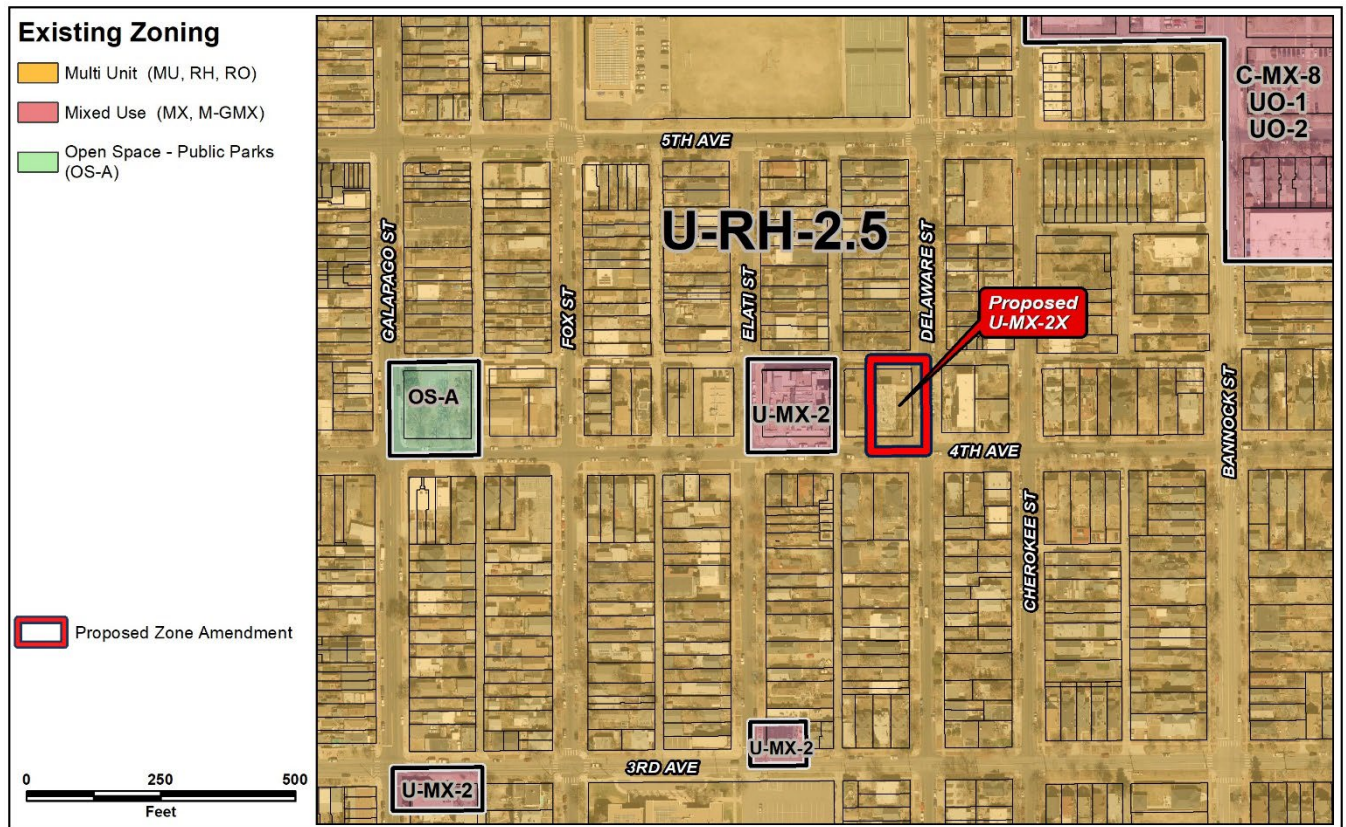 Existing Zoning
Multi Unit (MU, RH, RO)
Mixed Use (MX, M-GMX)
Open Space - Public Parks
(OS-A)
Proposed Zone Amendment
0 250 500
Feet
C-MX-8
UO-1
UO-2
5TH AVE
U-RH-2.5
GALAPAGO ST
FOX ST
ELATI ST
DELAWARE ST
Proposed
U-MX-2X
OS-A
U-MX-2
4TH AVE
BANNOCK ST
CHEROKEE ST
U-MX-2
3RD AVE
U-MX-2